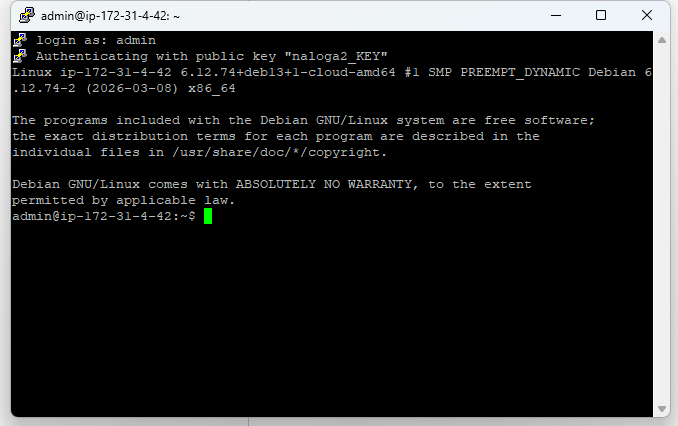 admin@ip-172-31-4-42: ~
login as: admin
Authenticating with public key "naloga2_KEY"
Linux ip-172-31-4-42 6.12.74+deb13+1-cloud-amd64 #1 SMP PREEMPT_DYNAMIC Debian 6
.12.74-2 (2026-03-08) x86_64
The programs included with the Debian GNU/Linux system are free software;
the exact distribution terms for each program are described in the
individual files in /usr/share/doc/*/copyright.
Debian GNU/Linux comes with ABSOLUTELY NO WARRANTY, to the extent
permitted by applicable law.
admin@ip-172-31-4-42:~$